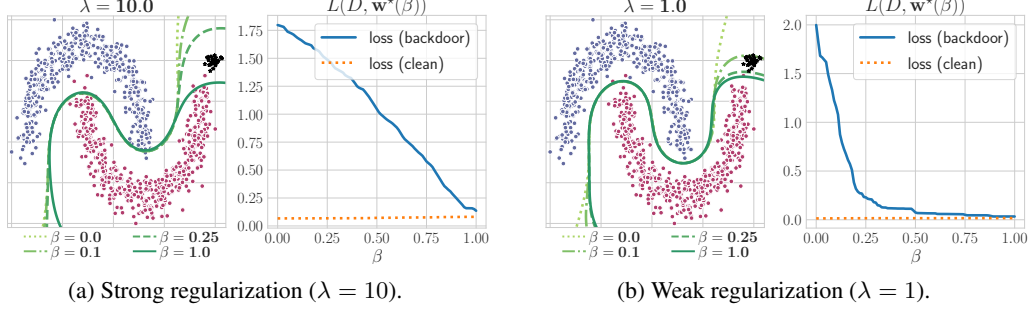 λ = 10.0
L(D, w*(β))
1.75
1.50
1.25
1.00
0.75
0.50
0.25
0.00
loss (backdoor)
loss (clean)
0.00 0.25 0.50 0.75 1.00
β
β = 0.0
β = 0.25
β = 0.1
β = 1.0
(a) Strong regularization (λ = 10).
λ = 1.0
L(D, w*(β))
2.0
1.5
1.0
0.5
0.0
loss (backdoor)
loss (clean)
0.00 0.25 0.50 0.75 1.00
β
β = 0.0
β = 0.25
β = 0.1
β = 1.0
(b) Weak regularization (λ = 1).